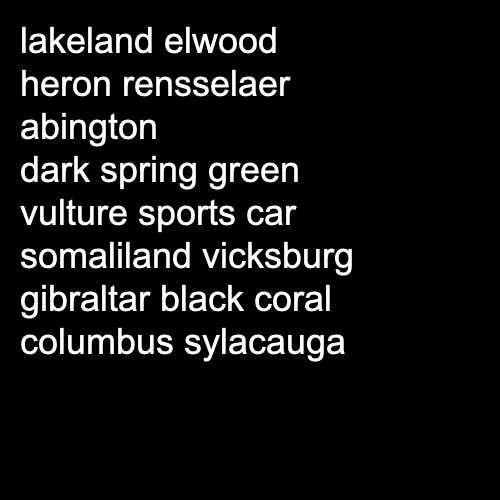 lakeland elwood
heron rensselaer
abington
dark spring green
vulture sports car
somaliland vicksburg
gibraltar black coral
columbus sylacauga